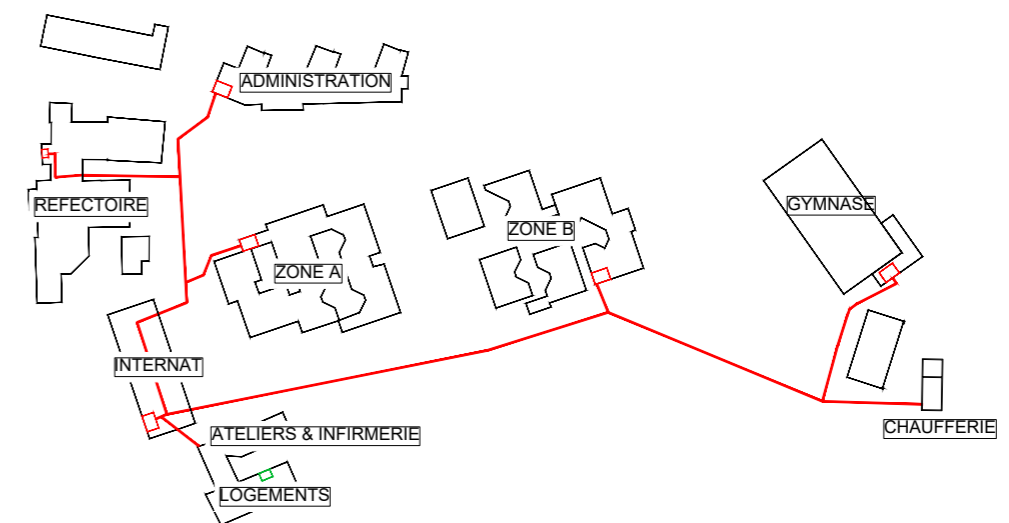 ADMINISTRATION
REFECTOIRE
GYMNASE
ZONE B
ZONE A
INTERNAT
CHAUFFERIE
ATELIERS & INFIRMERIE
LOGEMENTS